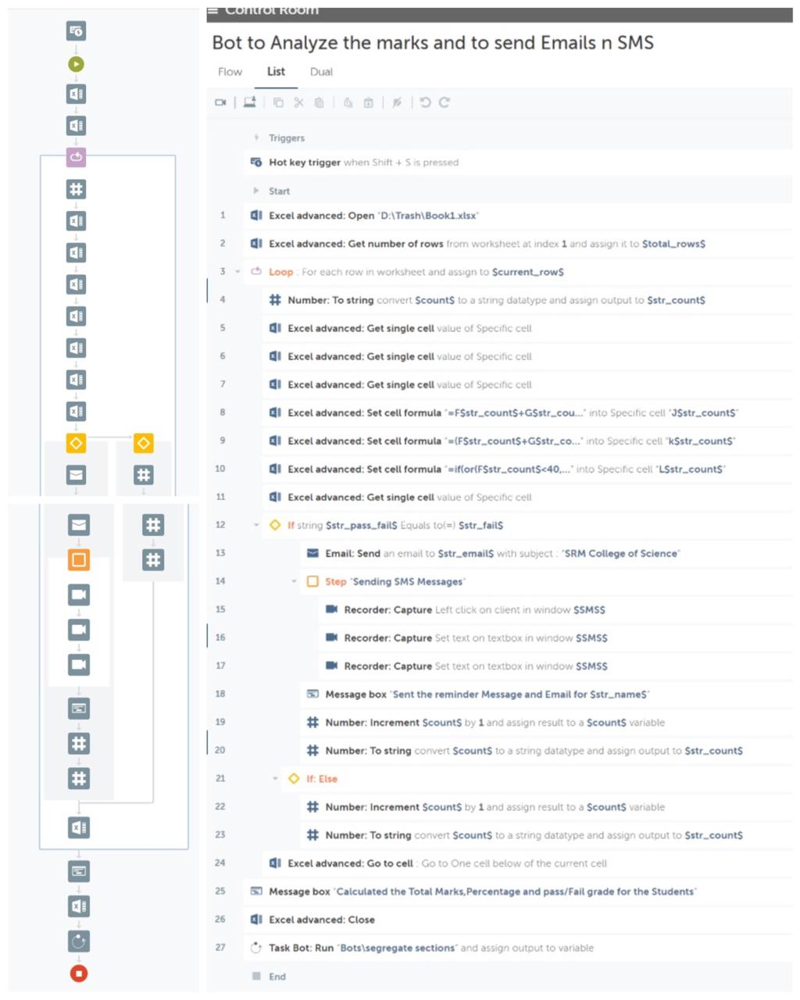 Control Room
Bot to Analyze the marks and to send Emails n SMS
Flow List Dual
Triggers
Hot key trigger when Shift + S is pressed
Start
1 Excel advanced: Open "D:\Trash\Book1.xlsx"
2 Excel advanced: Get number of rows from worksheet at index 1 and assign it to $total_rows$
3 Loop : For each row in worksheet and assign to $current_row$
4 Number: To string convert $count$ to a string datatype and assign output to $str_count$
5 Excel advanced: Get single cell value of Specific cell
6 Excel advanced: Get single cell value of Specific cell
7 Excel advanced: Get single cell value of Specific cell
8 Excel advanced: Set cell formula "=F$str_count$+G$str_cou..." into Specific cell "J$str_count$"
9 Excel advanced: Set cell formula "=(F$str_count$+G$str_co..." into Specific cell "k$str_count$"
10 Excel advanced: Set cell formula "=if(or(F$str_count$<40,..." into Specific cell "L$str_count$"
11 Excel advanced: Get single cell value of Specific cell
12 If string $str_pass_fail$ Equals to(=) $str_fail$
13 Email: Send an email to $str_email$ with subject : "SRM College of Science"
14 Step "Sending SMS Messages"
15 Recorder: Capture Left click on client in window $SMS$
16 Recorder: Capture Set text on textbox in window $SMS$
17 Recorder: Capture Set text on textbox in window $SMS$
18 Message box "Sent the reminder Message and Email for $str_name$"
19 Number: Increment $count$ by 1 and assign result to a $count$ variable
20 Number: To string convert $count$ to a string datatype and assign output to $str_count$
21 If: Else
22 Number: Increment $count$ by 1 and assign result to a $count$ variable
23 Number: To string convert $count$ to a string datatype and assign output to $str_count$
24 Excel advanced: Go to cell : Go to One cell below of the current cell
25 Message box "Calculated the Total Marks,Percentage and pass/Fail grade for the Students"
26 Excel advanced: Close
27 Task Bot: Run "Bots\segregate sections" and assign output to variable
End